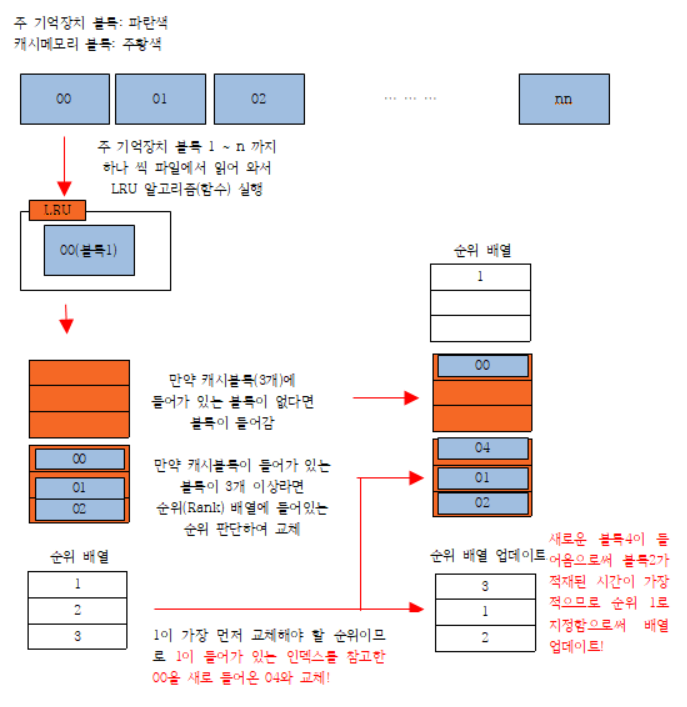 주 기억장치 블록: 파란색
캐시메모리 블록: 주황색
00
01
02
… … …
nn
주 기억장치 블록 1 ~ n 까지
하나 씩 파일에서 읽어 와서
LRU 알고리즘(함수) 실행
LRU
00(블록1)
순위 배열
1
만약 캐시블록(3개)에
들어가 있는 블록이 없다면
블록이 들어감
00
00
01
02
만약 캐시블록이 들어가 있는
블록이 3개 이상라면
순위(Rank) 배열에 들어있는
순위 판단하여 교체
04
01
02
순위 배열
1
2
3
1이 가장 먼저 교체해야 할 순위이므
로 1이 들어가 있는 인덱스를 참고한
00을 새로 들어온 04와 교체!
순위 배열 업데이트
3
1
2
새로운 블록4이 들
어옴으로써 블록2가
적재된 시간이 가장
적으므로 순위 1로
지정함으로써 배열
업데이트!